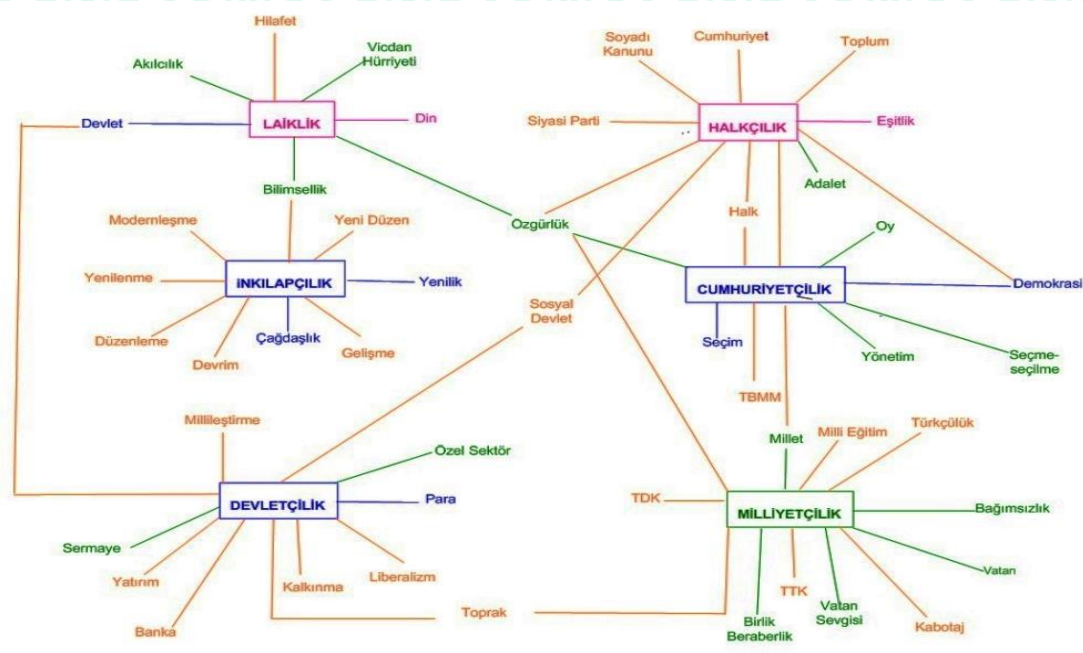 Hilafet
Akılcılık
Vicdan
Hürriyeti
Devlet
LAİKLİK
Din
Bilimsellik
Soyadı
Kanunu
Cumhuriyet
Toplum
Siyasi Parti
HALKÇILIK
Eşitlik
Adalet
Halk
Özgürlük
Modernleşme
Yeni Düzen
Yenilenme
iNKILAPÇILIK
Yenilik
Düzenleme
Devrim
Çağdaşlık
Gelişme
Sosyal
Devlet
Oy
CUMHURİYETÇİLİK
Demokrasi
Seçim
Yönetim
Seçme-
seçilme
TBMM
Millileştirme
Özel Sektör
DEVLETÇİLİK
Para
Sermaye
Yatırım
Banka
Kalkınma
Liberalizm
Toprak
Millet
Milli Eğitim
Türkçülük
TDK
MİLLİYETÇİLİK
Bağımsızlık
Vatan
TTK
Birlik
Beraberlik
Vatan
Sevgisi
Kabotaj